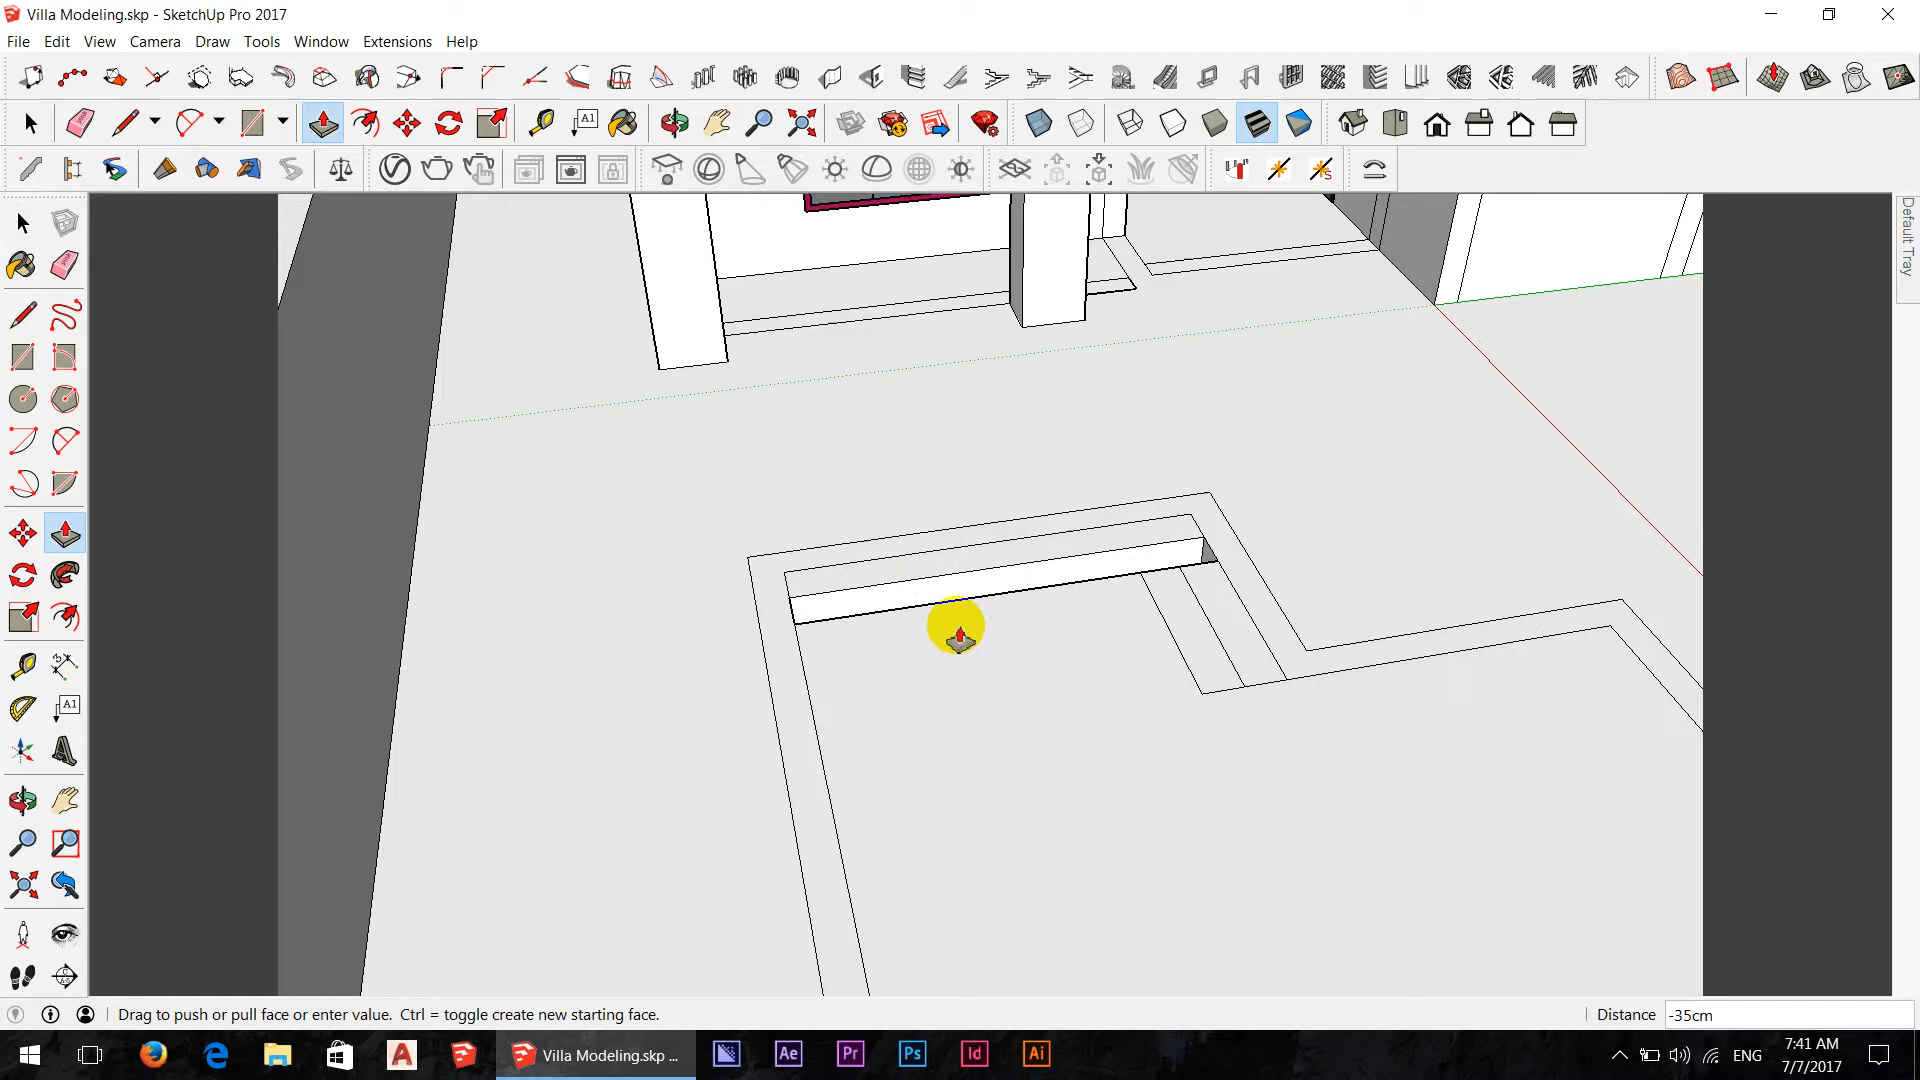 Villa Modeling.skp - SketchUp Pro 2017
File Edit View Camera Draw Tools Window Extensions Help
A1
Default Tray
A1
Drag to push or pull face or enter value. Ctrl = toggle create new starting face.
Distance -35cm
Villa Modeling.skp ...
Ae
Pr
Ps
Id
Ai
ENG
7:41 AM
7/7/2017